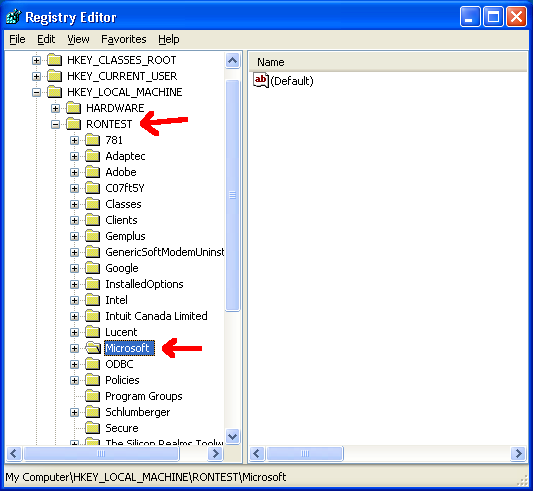 Registry Editor
File Edit View Favorites Help
HKEY_CLASSES_ROOT
HKEY_CURRENT_USER
HKEY_LOCAL_MACHINE
HARDWARE
RONTEST
781
Adaptec
Adobe
C07ft5Y
Classes
Clients
Gemplus
GenericSoftModemUninst
Google
InstalledOptions
Intel
Intuit Canada Limited
Lucent
Microsoft
ODBC
Policies
Program Groups
Schlumberger
Secure
The Silicon Realms Toolw
Name
ab (Default)
My Computer\HKEY_LOCAL_MACHINE\RONTEST\Microsoft